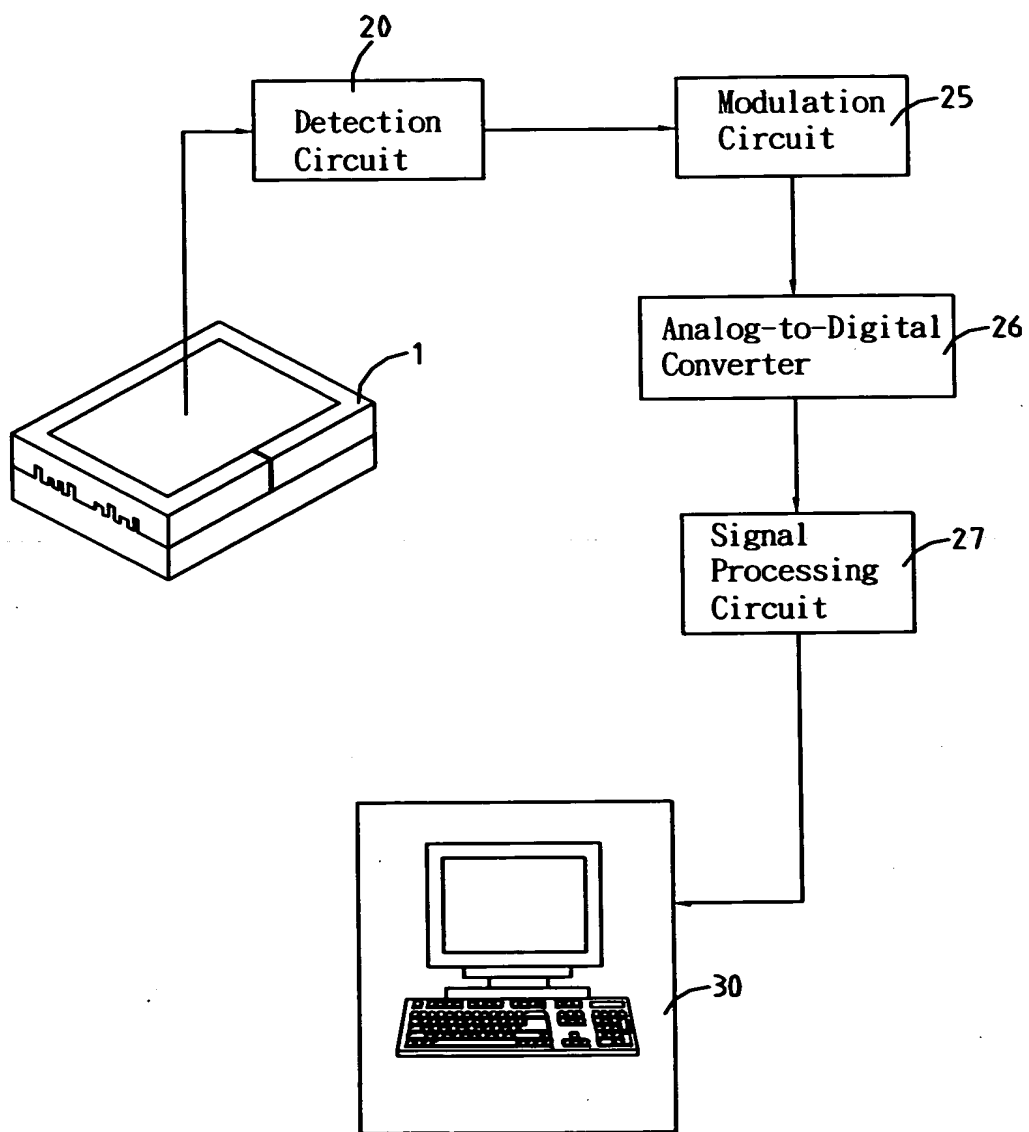 20
Detection
Circuit
Modulation
Circuit
25
Analog-to-Digital
Converter
26
1
Signal
Processing
Circuit
27
30